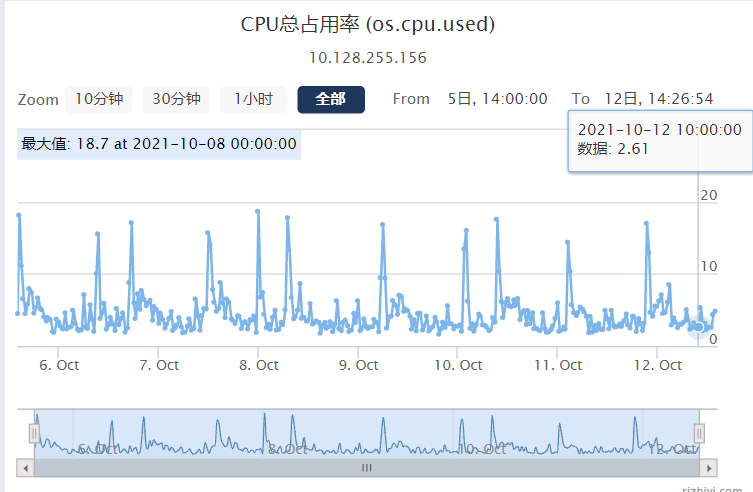 CPU总占用率 (os.cpu.used)
10.128.255.156
Zoom 10分钟 30分钟 1小时 全部 From 5日, 14:00:00 To 12日, 14:26:54
最大值: 18.7 at 2021-10-08 00:00:00
2021-10-12 10:00:00
数据: 2.61
20
10
0
6. Oct 7. Oct 8. Oct 9. Oct 10. Oct 11. Oct 12. Oct
6. Oct 8. Oct 10. Oct 12. Oct
rizhiyi.com